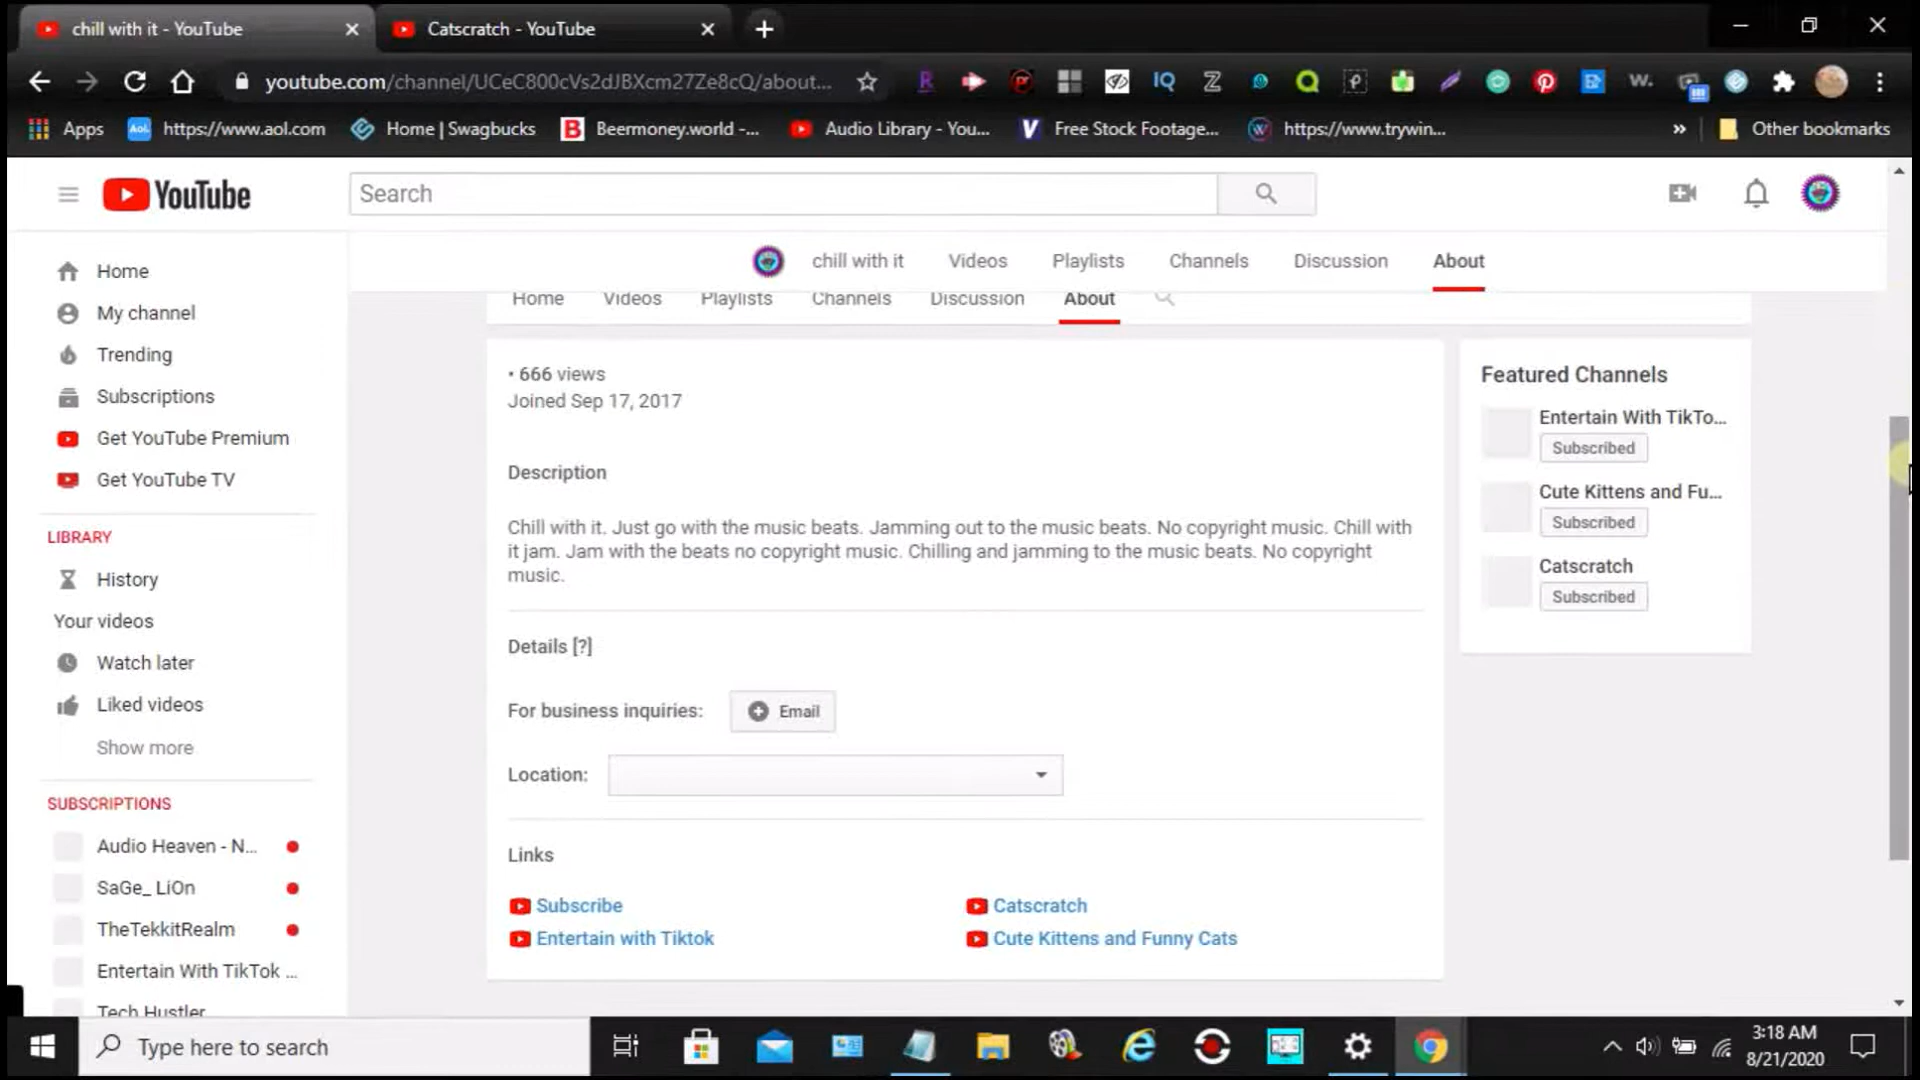 chill with it - YouTube
Catscratch - YouTube
youtube.com/channel/UCeC800cVs2dJBXcm27Ze8cQ/about...
Apps
Aol.
https://www.aol.com
Home | Swagbucks
Beermoney.world -...
Audio Library - You...
Free Stock Footage...
https://www.trywin...
Other bookmarks
YouTube
Search
chill with it
Videos
Playlists
Channels
Discussion
About
Home
Videos
Playlists
Channels
Discussion
About
Home
My channel
Trending
Subscriptions
Get YouTube Premium
Get YouTube TV
LIBRARY
History
Your videos
Watch later
Liked videos
Show more
SUBSCRIPTIONS
Audio Heaven - N...
SaGe_ LiOn
TheTekkitRealm
Entertain With TikTok ...
Tech Hustler
• 666 views
Joined Sep 17, 2017
Description
Chill with it. Just go with the music beats. Jamming out to the music beats. No copyright music. Chill with
it jam. Jam with the beats no copyright music. Chilling and jamming to the music beats. No copyright
music.
Details [?]
For business inquiries:
Email
Location:
Links
Subscribe
Catscratch
Entertain with Tiktok
Cute Kittens and Funny Cats
Featured Channels
Entertain With TikTo...
Subscribed
Cute Kittens and Fu...
Subscribed
Catscratch
Subscribed
Type here to search
3:18 AM
8/21/2020